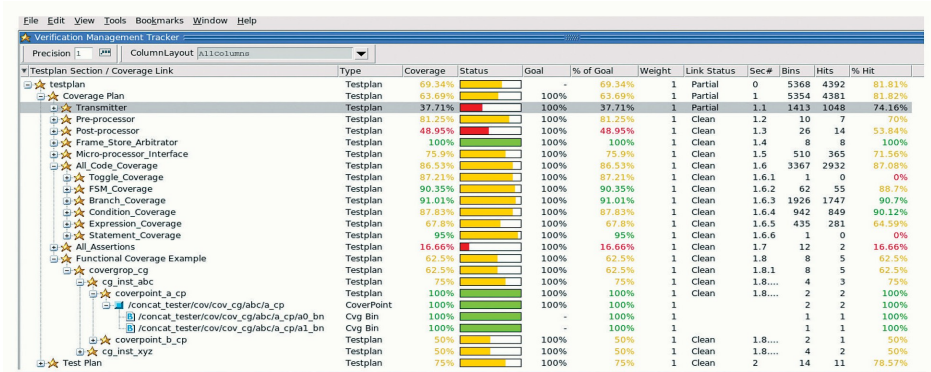 File Edit View Tools Bookmarks Window Help
Verification Management Tracker
Precision 1 ColumnLayout AllColumns
Testplan Section / Coverage Link Type Coverage Status Goal % of Goal Weight Link Status Sec# Bins Hits % Hit
testplan Testplan 69.34% - 69.34% 1 Partial 0 5368 4392 81.81%
Coverage Plan Testplan 63.69% 100% 63.69% 1 Partial 1 5354 4381 81.82%
Transmitter Testplan 37.71% 100% 37.71% 1 Partial 1.1 1413 1048 74.16%
Pre-processor Testplan 81.25% 100% 81.25% 1 Clean 1.2 10 7 70%
Post-processor Testplan 48.95% 100% 48.95% 1 Clean 1.3 26 14 53.84%
Frame_Store_Arbitrator Testplan 100% 100% 100% 1 Clean 1.4 8 8 100%
Micro-processor_Interface Testplan 75.9% 100% 75.9% 1 Clean 1.5 510 365 71.56%
All_Code_Coverage Testplan 86.53% 100% 86.53% 1 Clean 1.6 3367 2932 87.08%
Toggle_Coverage Testplan 87.21% 100% 87.21% 1 Clean 1.6.1 1 0 0%
FSM_Coverage Testplan 90.35% 100% 90.35% 1 Clean 1.6.2 62 55 88.7%
Branch_Coverage Testplan 91.01% 100% 91.01% 1 Clean 1.6.3 1926 1747 90.7%
Condition_Coverage Testplan 87.83% 100% 87.83% 1 Clean 1.6.4 942 849 90.12%
Expression_Coverage Testplan 67.8% 100% 67.8% 1 Clean 1.6.5 435 281 64.59%
Statement_Coverage Testplan 95% 100% 95% 1 Clean 1.6.6 1 0 0%
All_Assertions Testplan 16.66% 100% 16.66% 1 Clean 1.7 12 2 16.66%
Functional Coverage Example Testplan 62.5% 100% 62.5% 1 Clean 1.8 8 5 62.5%
covergrop_cg Testplan 62.5% 100% 62.5% 1 Clean 1.8.1 8 5 62.5%
cg_inst_abc Testplan 75% 100% 75% 1 Clean 1.8.... 4 3 75%
coverpoint_a_cp Testplan 100% 100% 100% 1 Clean 1.8.... 2 2 100%
/concat_tester/cov/cov_cg/abc/a_cp CoverPoint 100% 100% 100% 1 2 2 100%
/concat_tester/cov/cov_cg/abc/a_cp/a0_bn Cvg Bin 100% - 100% 1 1 1 100%
/concat_tester/cov/cov_cg/abc/a_cp/a1_bn Cvg Bin 100% - 100% 1 1 1 100%
coverpoint_b_cp Testplan 50% 100% 50% 1 Clean 1.8.... 2 1 50%
cg_inst_xyz Testplan 50% 100% 50% 1 Clean 1.8.... 4 2 50%
Test Plan Testplan 75% 100% 75% 1 Clean 2 14 11 78.57%